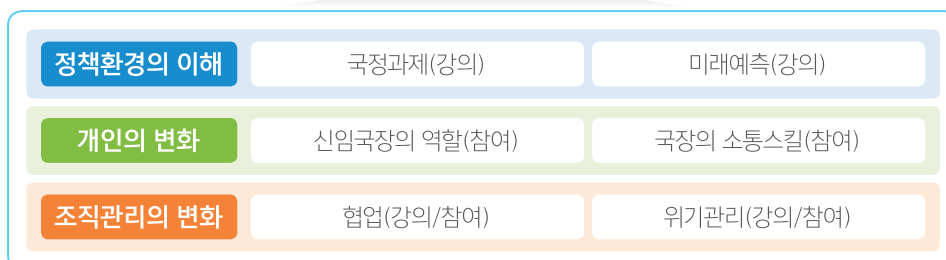 정책환경의 이해 국정과제(강의) 미래예측(강의)
개인의 변화 신임국장의 역할(참여) 국장의 소통스킬(참여)
조직관리의 변화 협업(강의/참여) 위기관리(강의/참여)